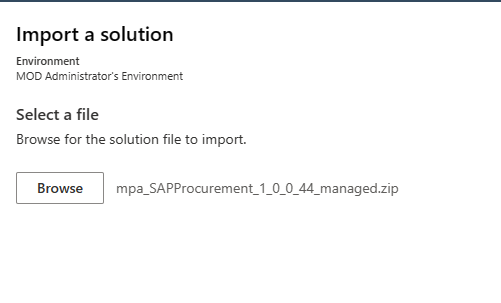 Import a solution
Environment
MOD Administrator's Environment
Select a file
Browse for the solution file to import.
Browse mpa_SAPProcurement_1_0_0_44_managed.zip